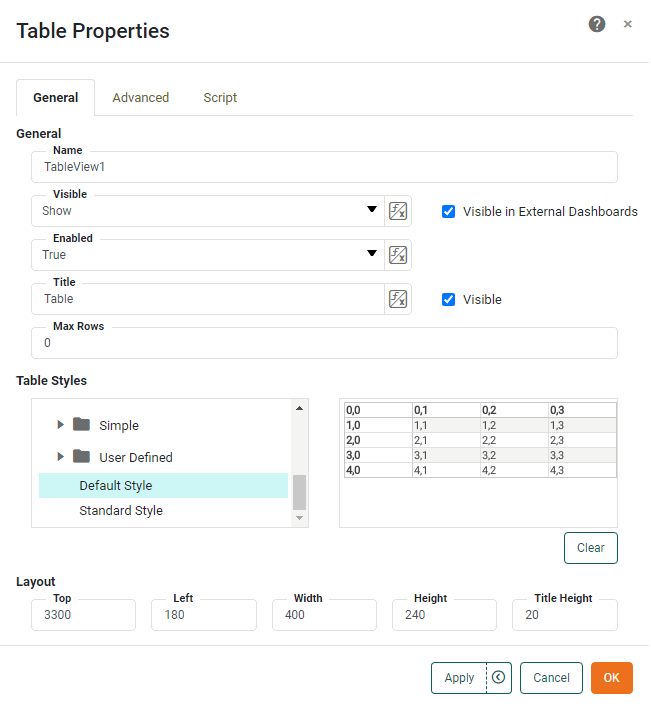 Table Properties
General Advanced Script
General
Name
TableView1
Visible
Show
Visible in External Dashboards
Enabled
True
Title
Table
Visible
Max Rows
0
Table Styles
Simple
User Defined
Default Style
Standard Style
0,0 0,1 0,2 0,3
1,0 1,1 1,2 1,3
2,0 2,1 2,2 2,3
3,0 3,1 3,2 3,3
4,0 4,1 4,2 4,3
Clear
Layout
Top Left Width Height Title Height
3300 180 400 240 20
Apply Cancel OK